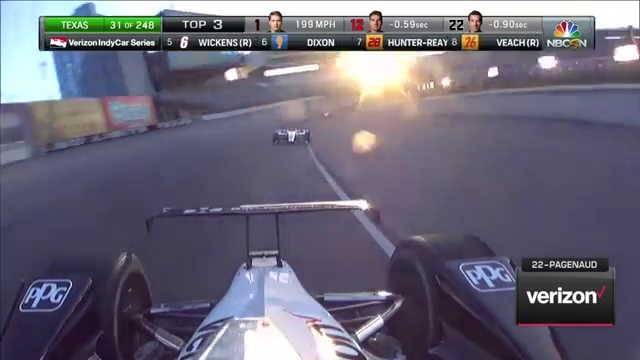 TEXAS 31 OF 248 TOP 3 1 199 MPH 12 -0.59sec 22 -0.90sec NBCSN
Verizon IndyCar Series 5 6 WICKENS (R) 6 9 DIXON 7 28 HUNTER-REAY 8 26 VEACH (R)
22-PAGENAUD
verizon
PPG
PPG